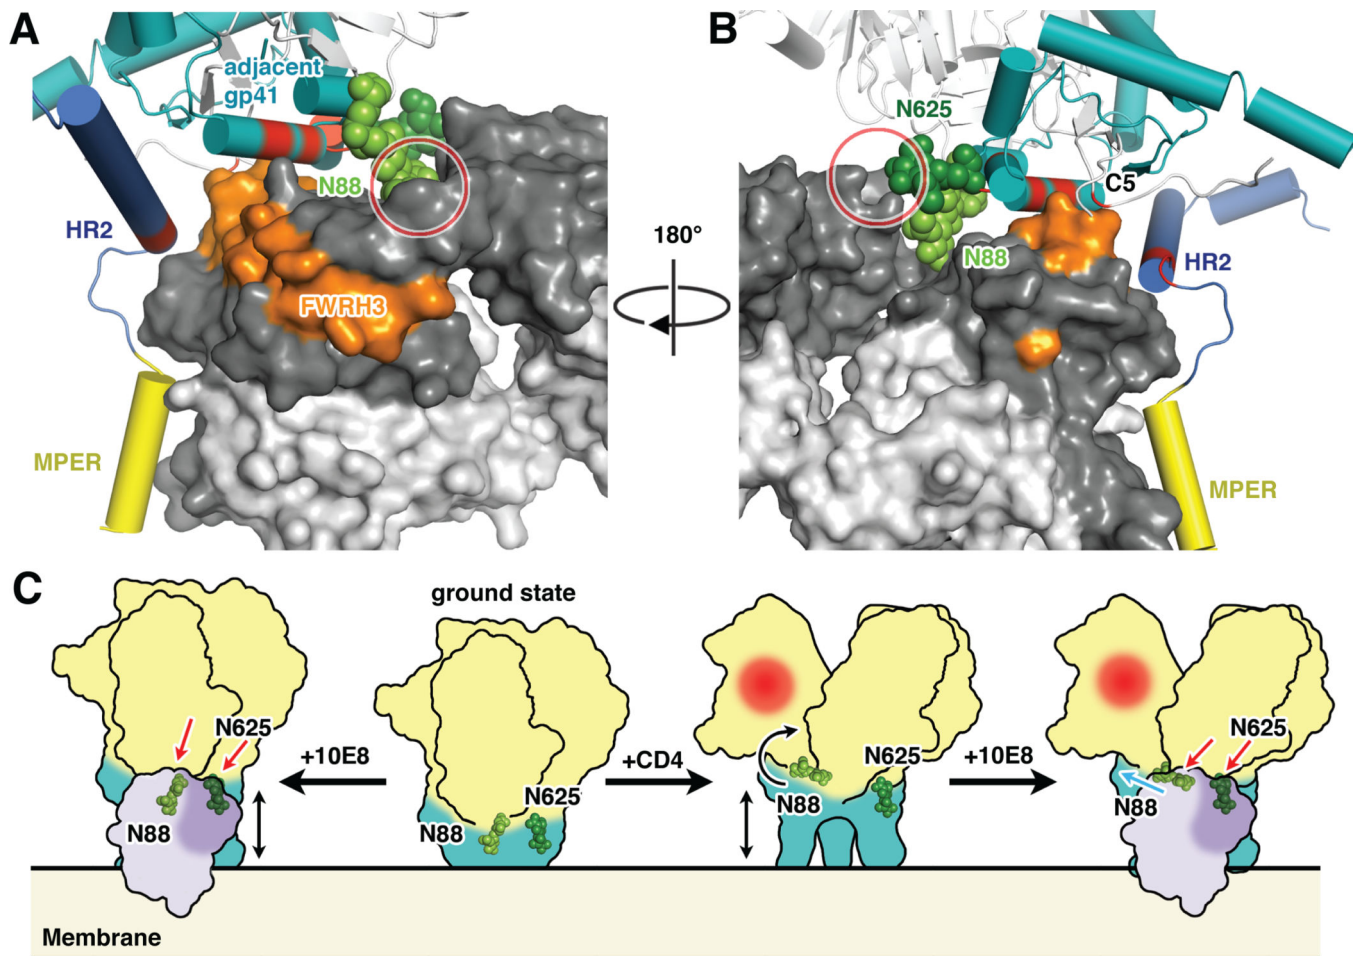 A
adjacent
gp41
N88
HR2
FWRH3
MPER
180°
B
N625
C5
N88
HR2
MPER
C
ground state
N625
N88
+10E8
N625
N88
+CD4
N625
N88
+10E8
N625
N88
Membrane